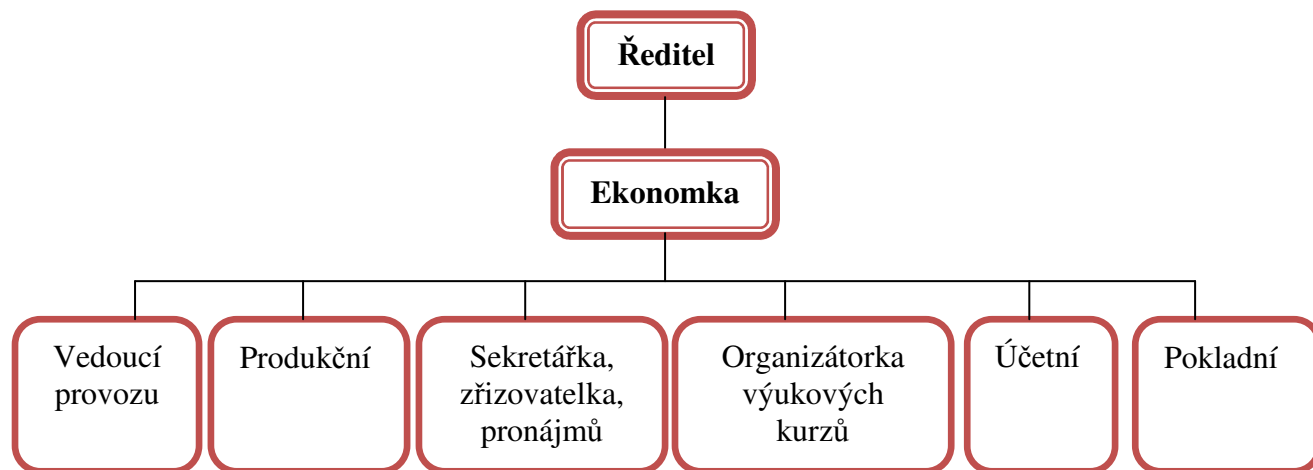 Ředitel
Ekonomka
Vedoucí
provozu
Produkční
Sekretářka,
zřizovatelka,
pronájmů
Organizátorka
výukových
kurzů
Účetní
Pokladní